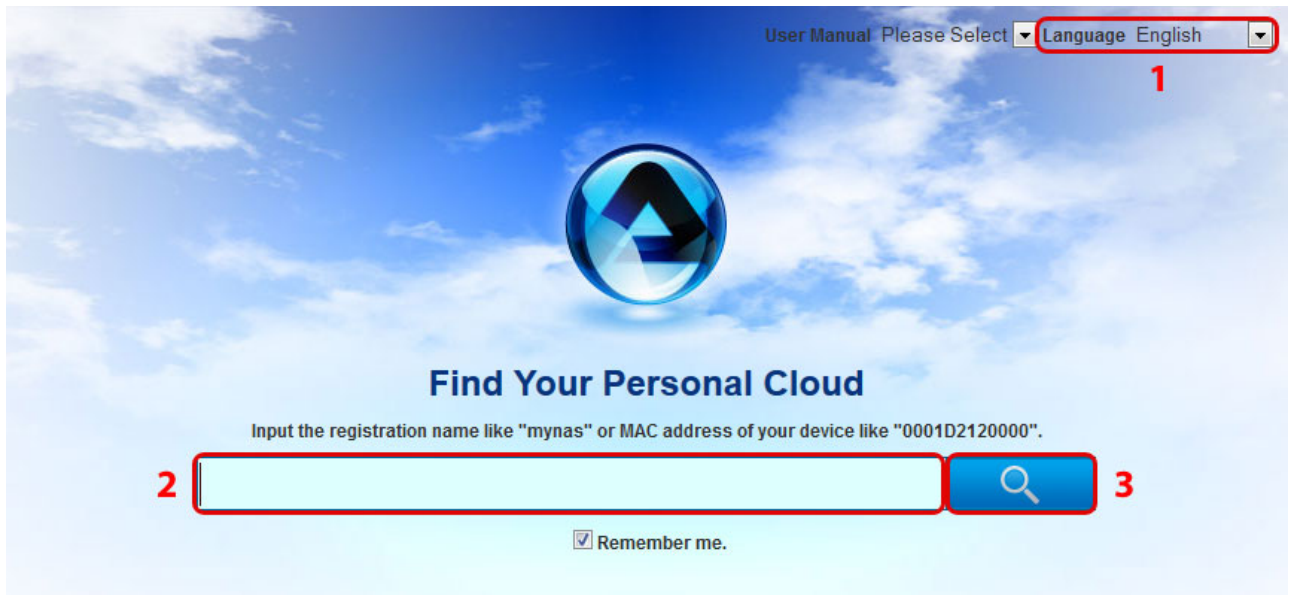 User Manual Please Select Language English
1
Find Your Personal Cloud
Input the registration name like "mynas" or MAC address of your device like "0001D2120000".
2 3
Remember me.